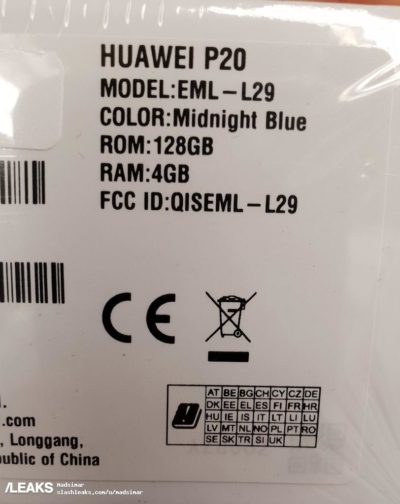 HUAWEI P20
MODEL:EML-L29
COLOR:Midnight Blue
ROM:128GB
RAM:4GB
FCC ID:QISEML-L29
CE
AT BE BG CH CY CZ DE
DK EE EL ES FI FR HR
HU IE IS IT LT LI LU
LV MT NL NO PL PT RO
SE SK TR SI UK
.com
, Longgang,
public of China
/LEAKS Madsimar
slashleaks.com/u/madsimar